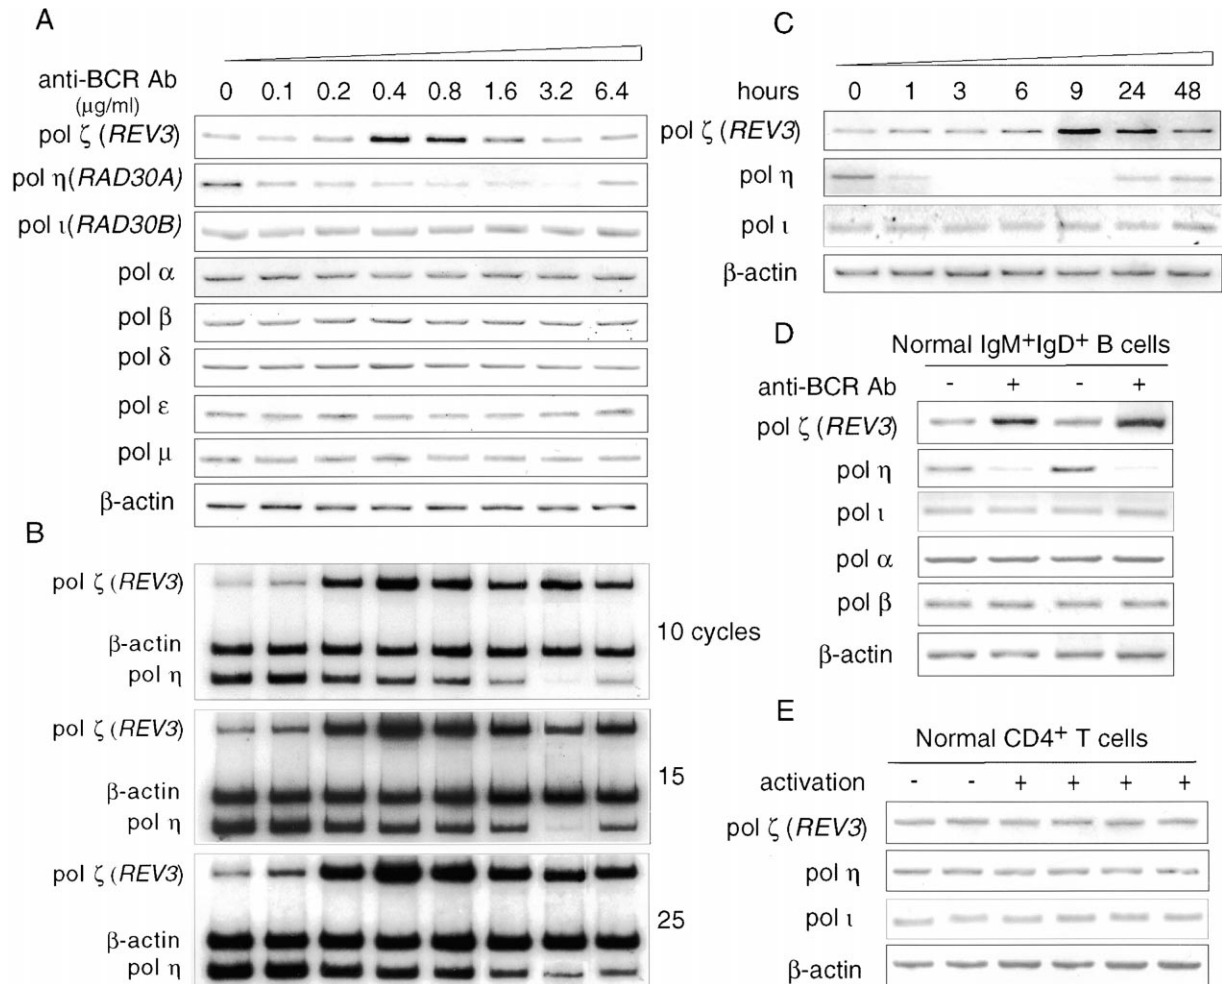 A
anti-BCR Ab
(μg/ml)
0 0.1 0.2 0.4 0.8 1.6 3.2 6.4
pol ζ (REV3)
pol η(RAD30A)
pol ι(RAD30B)
pol α
pol β
pol δ
pol ε
pol μ
β-actin
B
pol ζ (REV3)
β-actin
pol η
10 cycles
pol ζ (REV3)
β-actin
pol η
15
pol ζ (REV3)
β-actin
pol η
25
C
hours 0 1 3 6 9 24 48
pol ζ (REV3)
pol η
pol ι
β-actin
D
Normal IgM+IgD+ B cells
anti-BCR Ab - + - +
pol ζ (REV3)
pol η
pol ι
pol α
pol β
β-actin
E
Normal CD4+ T cells
activation - - + + + +
pol ζ (REV3)
pol η
pol ι
β-actin